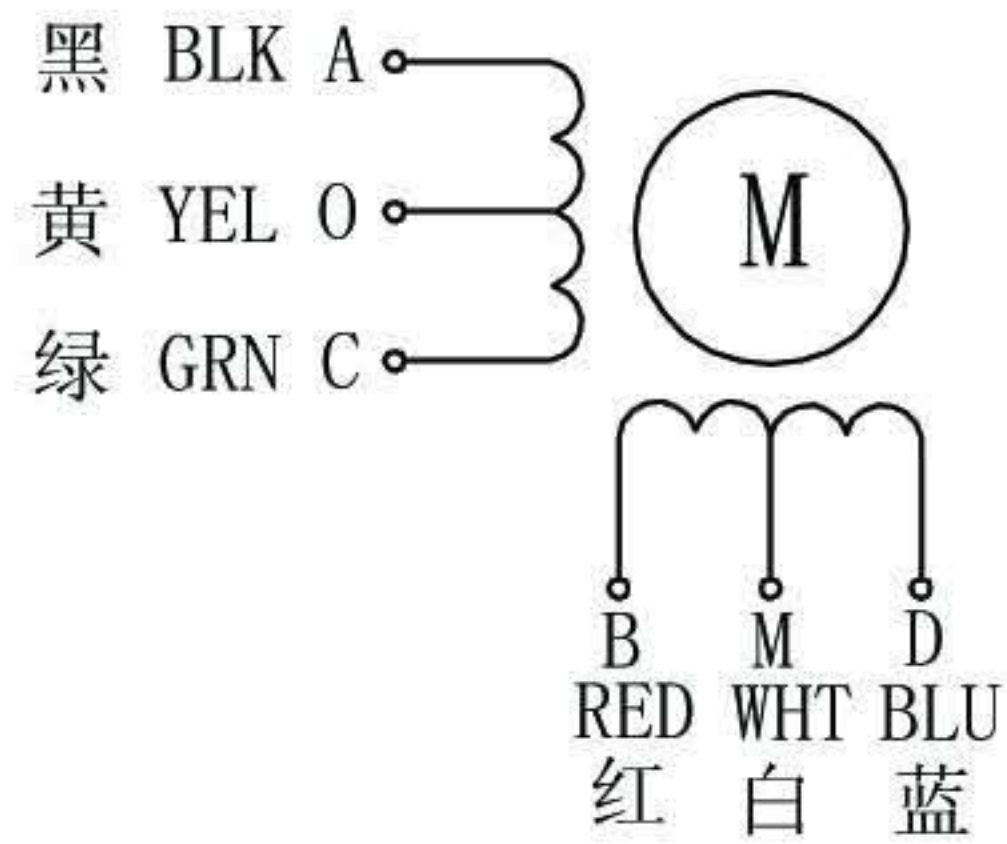 黑 BLK A
黄 YEL O
绿 GRN C
M
B M D
RED WHT BLU
红 白 蓝